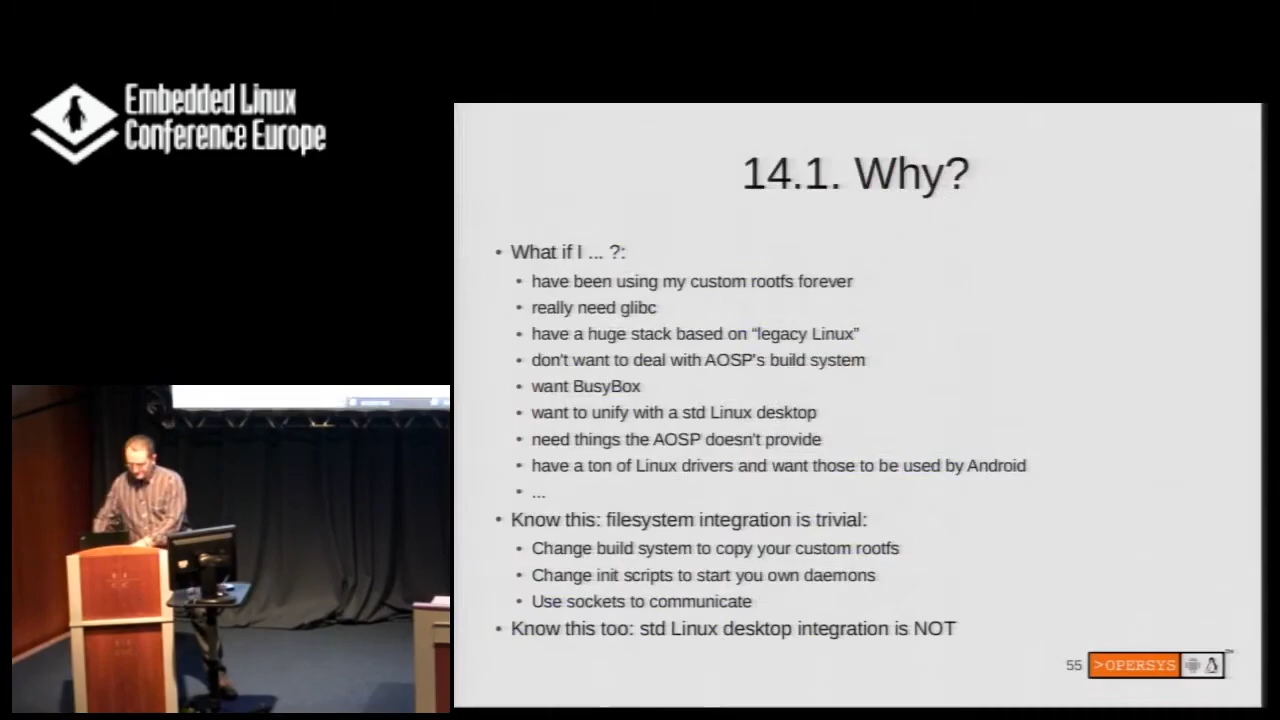 Embedded Linux
Conference Europe
14.1. Why?
• What if I ... ?:
• have been using my custom rootfs forever
• really need glibc
• have a huge stack based on “legacy Linux”
• don't want to deal with AOSP's build system
• want BusyBox
• want to unify with a std Linux desktop
• need things the AOSP doesn't provide
• have a ton of Linux drivers and want those to be used by Android
• ...
• Know this: filesystem integration is trivial:
• Change build system to copy your custom rootfs
• Change init scripts to start you own daemons
• Use sockets to communicate
• Know this too: std Linux desktop integration is NOT
55 >OPERSYS ™